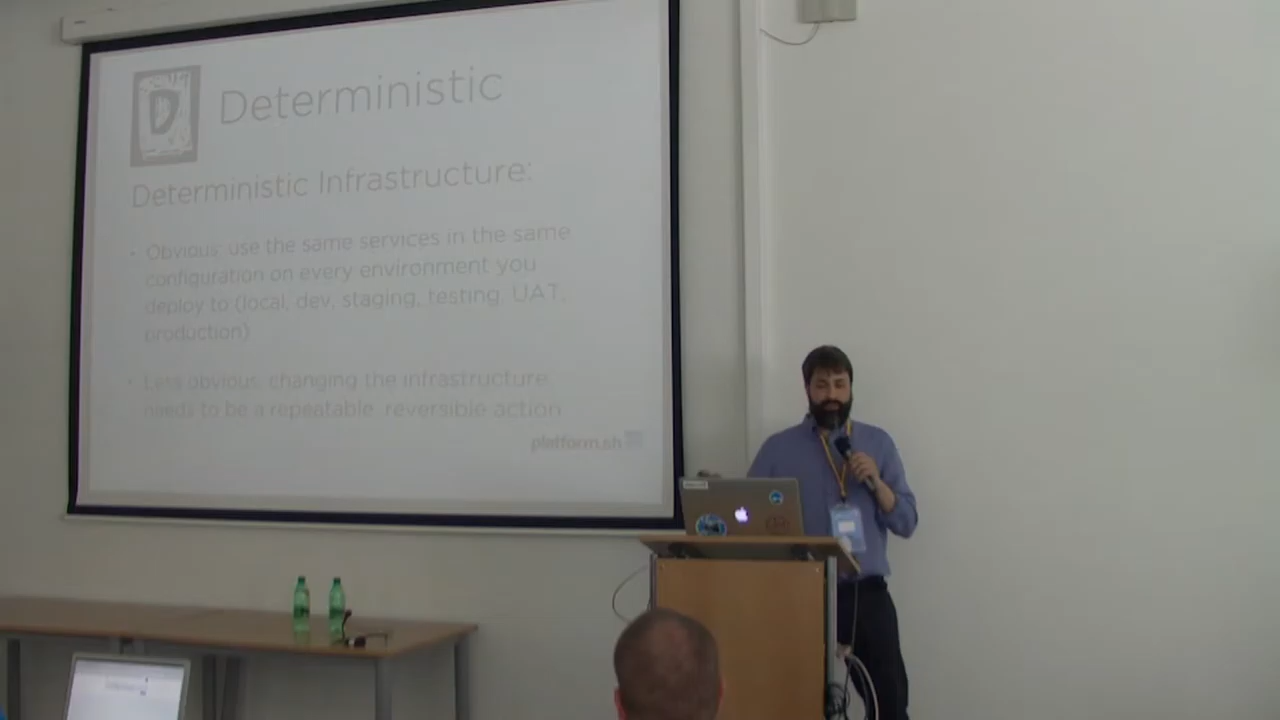 D
Deterministic
Deterministic Infrastructure:
• Obvious: use the same services in the same
configuration on every environment you
deploy to (local, dev, staging, testing, UAT,
production)
• Less obvious: changing the infrastructure
needs to be a repeatable, reversible action
platform.sh